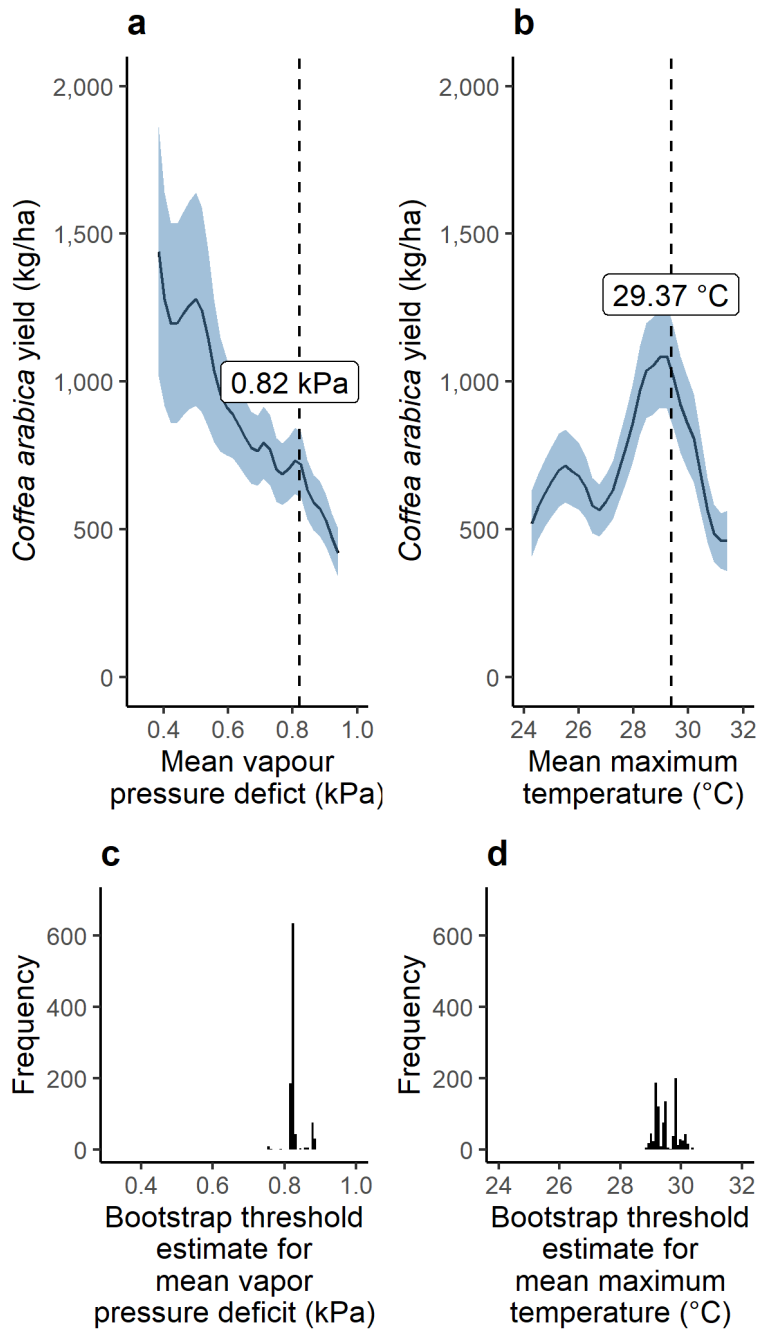 a
2,000
1,500
1,000
500
0
Coffea arabica yield (kg/ha)
0.82 kPa
0.4 0.6 0.8 1.0
Mean vapour
pressure defict (kPa)
b
2,000
1,500
1,000
500
0
Coffea arabica yield (kg/ha)
29.37 °C
24 26 28 30 32
Mean maximum
temperature (°C)
c
600
400
200
0
Frequency
0.4 0.6 0.8 1.0
Bootstrap threshold
estimate for
mean vapor
pressure deficit (kPa)
d
600
400
200
0
Frequency
24 26 28 30 32
Bootstrap threshold
estimate for
mean maximum
temperature (°C)